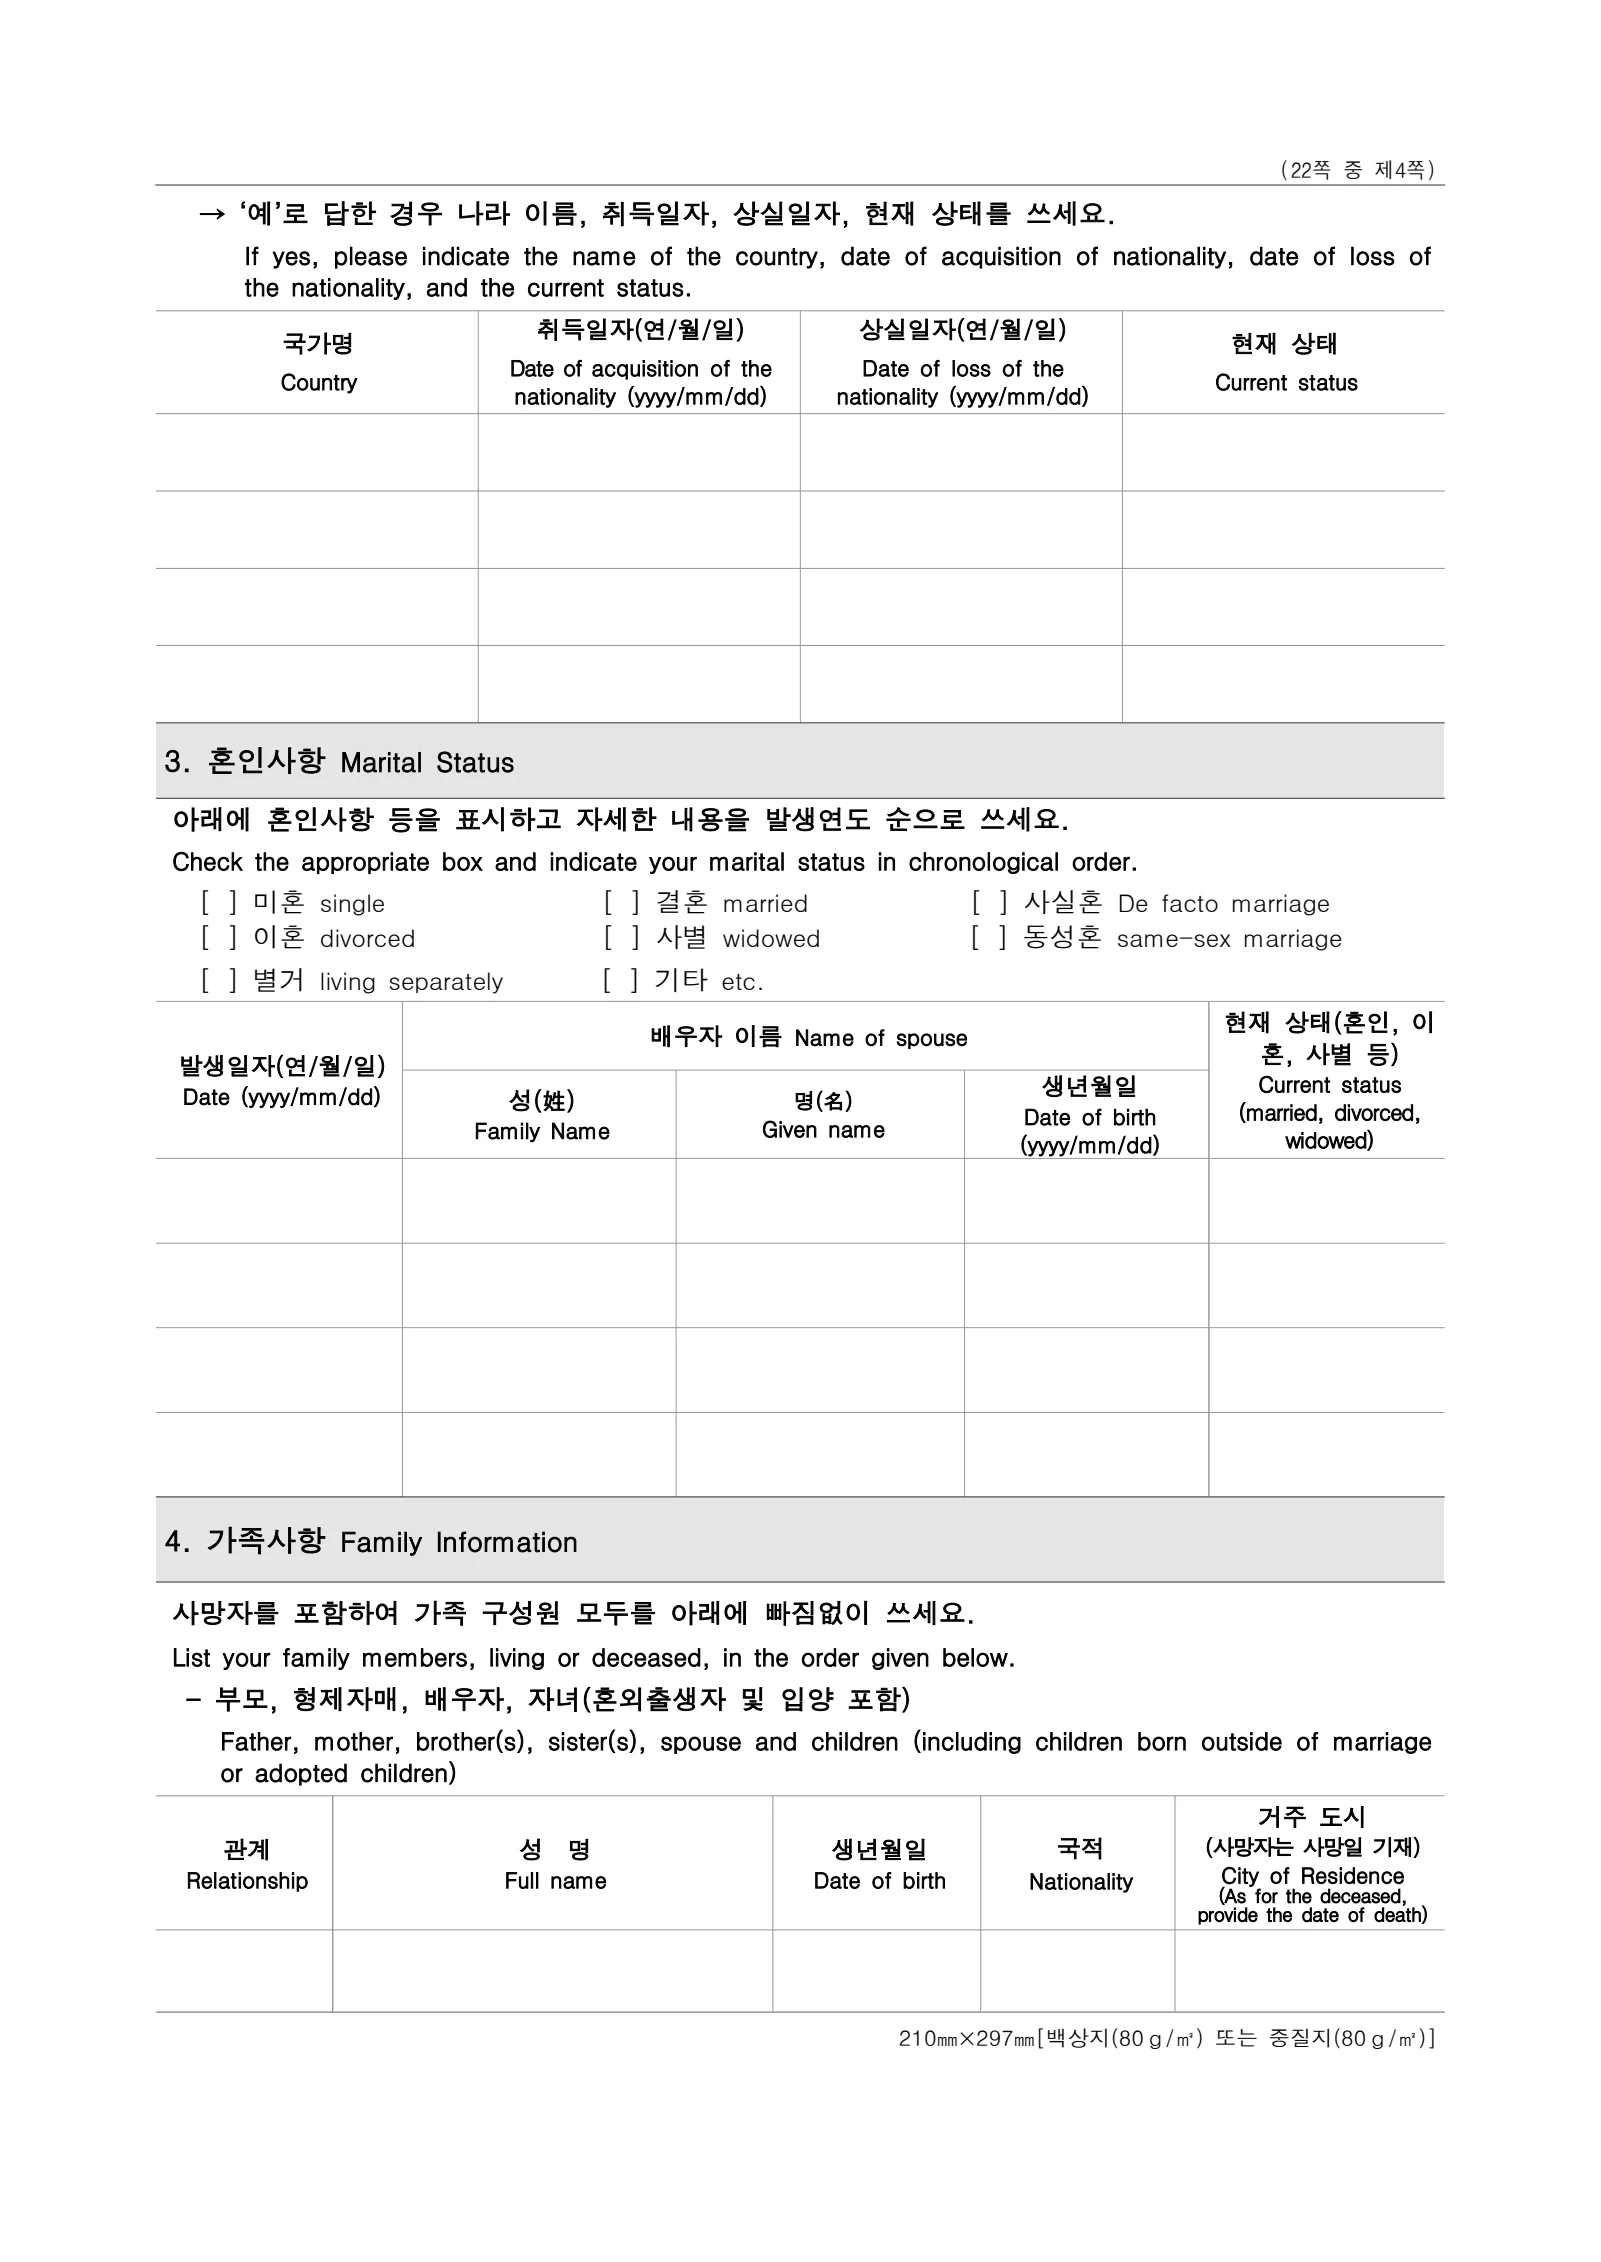 (22쪽 중 제4쪽)
→ ‘예’로 답한 경우 나라 이름, 취득일자, 상실일자, 현재 상태를 쓰세요.
If yes, please indicate the name of the country, date of acquisition of nationality, date of loss of
the nationality, and the current status.
국가명
Country
취득일자(연/월/일)
Date of acquisition of the
nationality (yyyy/mm/dd)
상실일자(연/월/일)
Date of loss of the
nationality (yyyy/mm/dd)
현재 상태
Current status
3. 혼인사항 Marital Status
아래에 혼인사항 등을 표시하고 자세한 내용을 발생연도 순으로 쓰세요.
Check the appropriate box and indicate your marital status in chronological order.
[ ] 미혼 single [ ] 결혼 married [ ] 사실혼 De facto marriage
[ ] 이혼 divorced [ ] 사별 widowed [ ] 동성혼 same-sex marriage
[ ] 별거 living separately [ ] 기타 etc.
발생일자(연/월/일)
Date (yyyy/mm/dd)
배우자 이름 Name of spouse
성(姓)
Family Name
명(名)
Given name
생년월일
Date of birth
(yyyy/mm/dd)
현재 상태(혼인, 이
혼, 사별 등)
Current status
(married, divorced,
widowed)
4. 가족사항 Family Information
사망자를 포함하여 가족 구성원 모두를 아래에 빠짐없이 쓰세요.
List your family members, living or deceased, in the order given below.
- 부모, 형제자매, 배우자, 자녀(혼외출생자 및 입양 포함)
Father, mother, brother(s), sister(s), spouse and children (including children born outside of marriage
or adopted children)
관계
Relationship
성 명
Full name
생년월일
Date of birth
국적
Nationality
거주 도시
(사망자는 사망일 기재)
City of Residence
(As for the deceased,
provide the date of death)
210㎜×297㎜[백상지(80ｇ/㎡) 또는 중질지(80ｇ/㎡)]